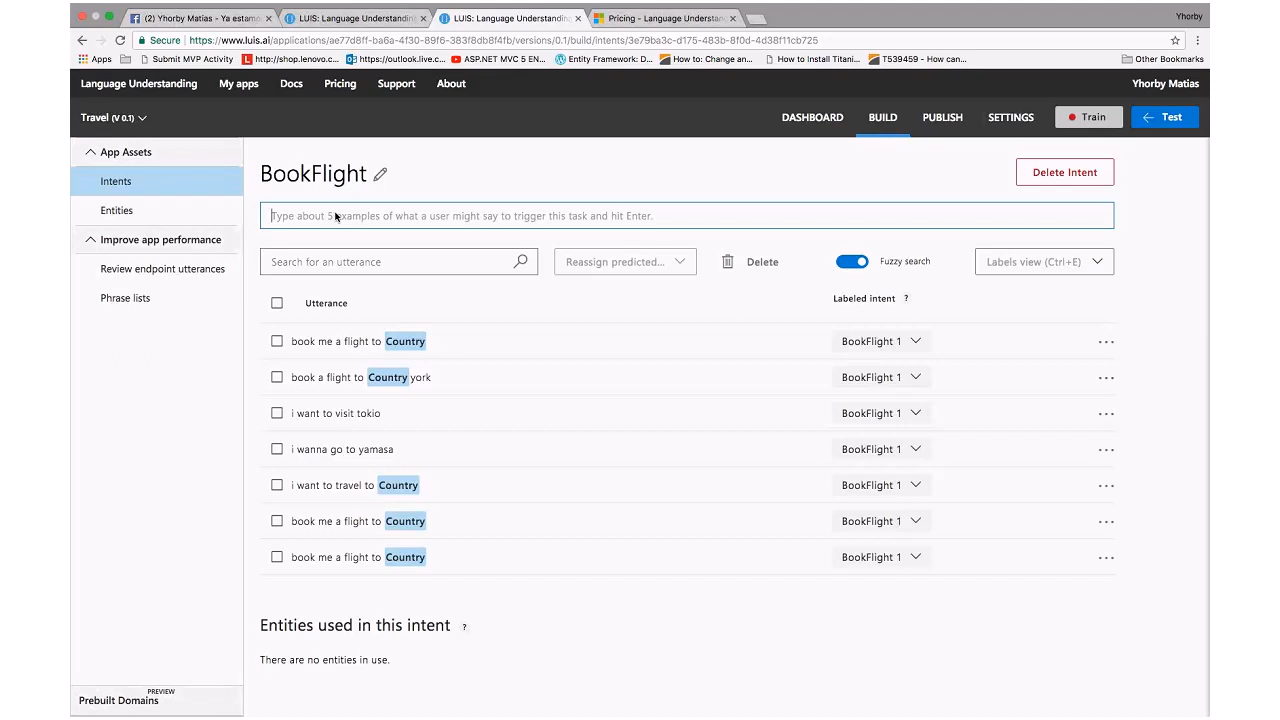 (2) Yhorby Matias - Ya estamo
LUIS: Language Understandin
LUIS: Language Understandin
Pricing - Language Understan
Yhorby
Secure
https://www.luis.ai/applications/ae77d8ff-ba6a-4f30-89f6-383f8db8f4fb/versions/0.1/build/intents/3e79ba3c-d175-483b-8f0d-4d38f11cb725
Apps
Submit MVP Activity
http://shop.lenovo.c...
https://outlook.live.c...
ASP.NET MVC 5 EN...
Entity Framework: D...
How to: Change an...
How to Install Titani...
T539459 - How can...
Other Bookmarks
Language Understanding
My apps
Docs
Pricing
Support
About
Yhorby Matias
Travel (V 0.1)
DASHBOARD
BUILD
PUBLISH
SETTINGS
Train
Test
App Assets
Intents
Entities
Improve app performance
Review endpoint utterances
Phrase lists
Prebuilt Domains
PREVIEW
BookFlight
Delete Intent
Type about 5 examples of what a user might say to trigger this task and hit Enter.
Search for an utterance
Reassign predicted...
Delete
Fuzzy search
Labels view (Ctrl+E)
Utterance
Labeled intent ?
book me a flight to Country
BookFlight 1
book a flight to Country york
BookFlight 1
i want to visit tokio
BookFlight 1
i wanna go to yamasa
BookFlight 1
i want to travel to Country
BookFlight 1
book me a flight to Country
BookFlight 1
book me a flight to Country
BookFlight 1
Entities used in this intent ?
There are no entities in use.